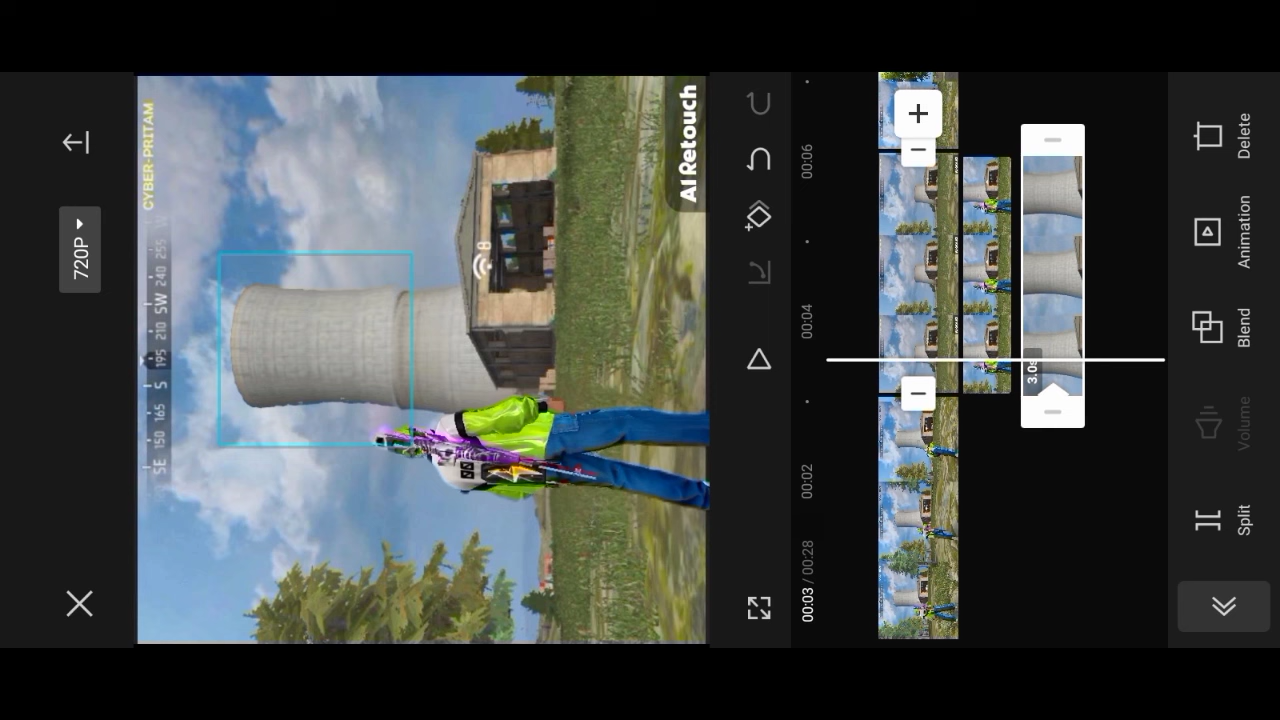 720P
CYBER-PRITAM
SE 150 165 S 195 210 SW 240 255 W
8
AI Retouch
00:03 / 00:28
00:02
00:04
00:06
3.0s
Split
Volume
Blend
Animation
Delete